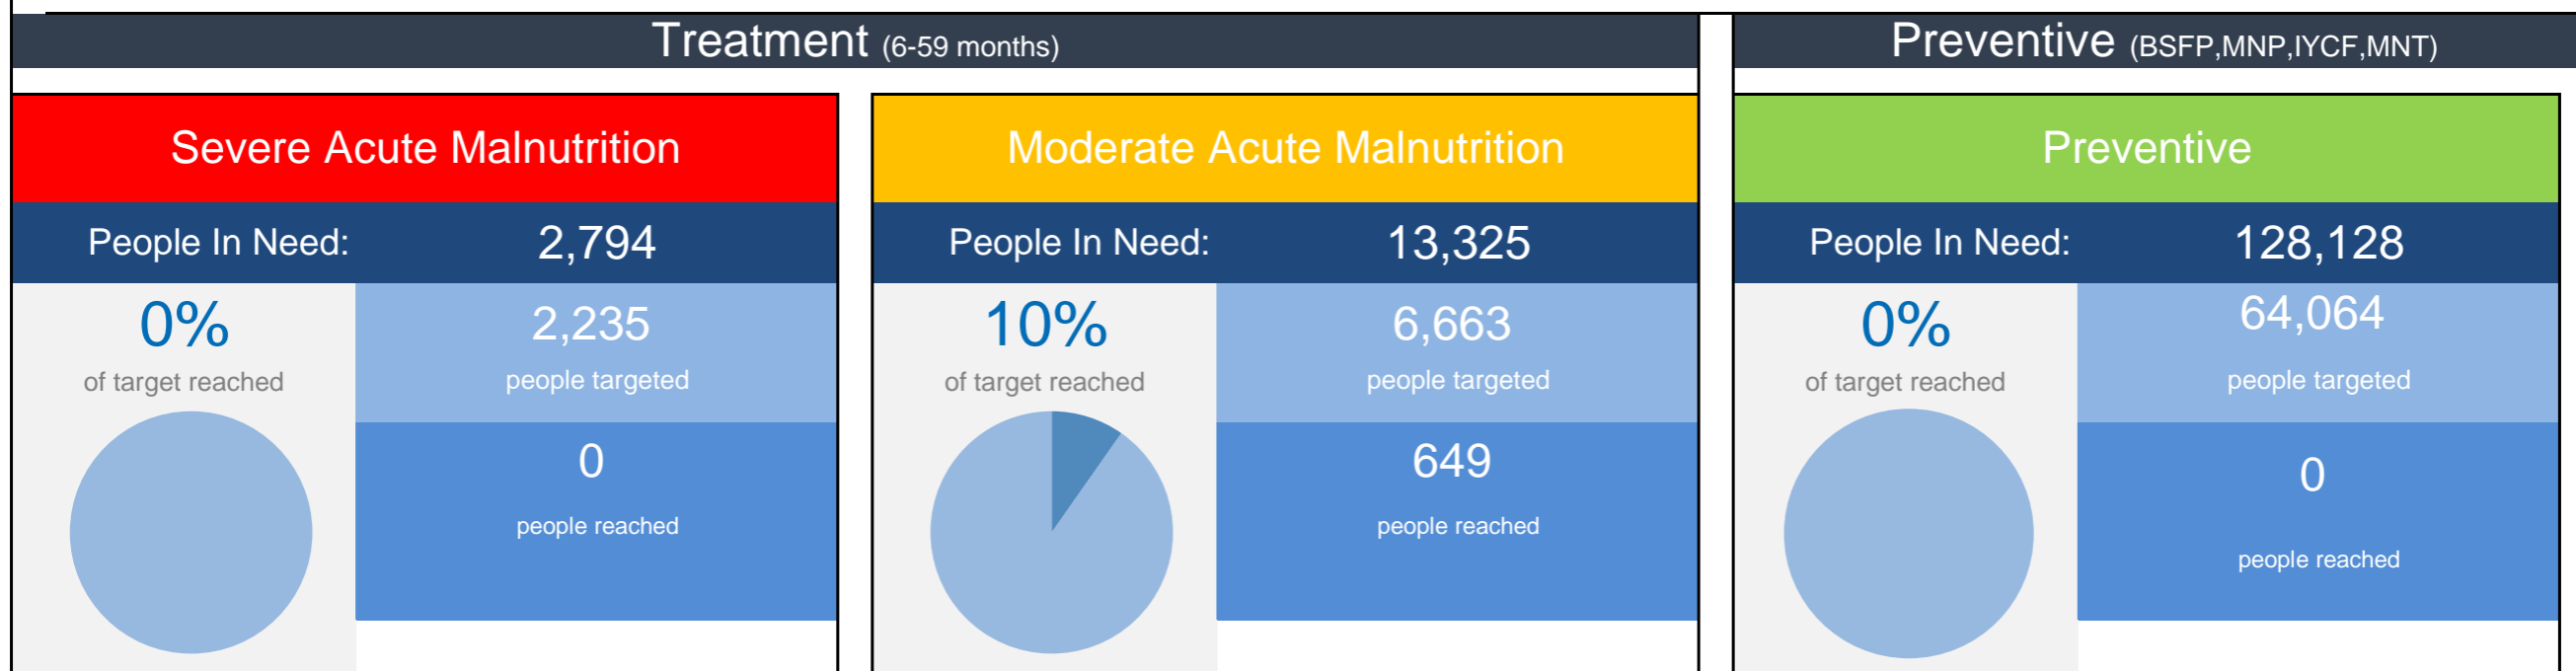 Treatment (6-59 months)
Preventive (BSFP,MNP,IYCF,MNT)
Severe Acute Malnutrition
People In Need: 2,794
0%
of target reached
2,235
people targeted
0
people reached
Moderate Acute Malnutrition
People In Need: 13,325
10%
of target reached
6,663
people targeted
649
people reached
Preventive
People In Need: 128,128
0%
of target reached
64,064
people targeted
0
people reached